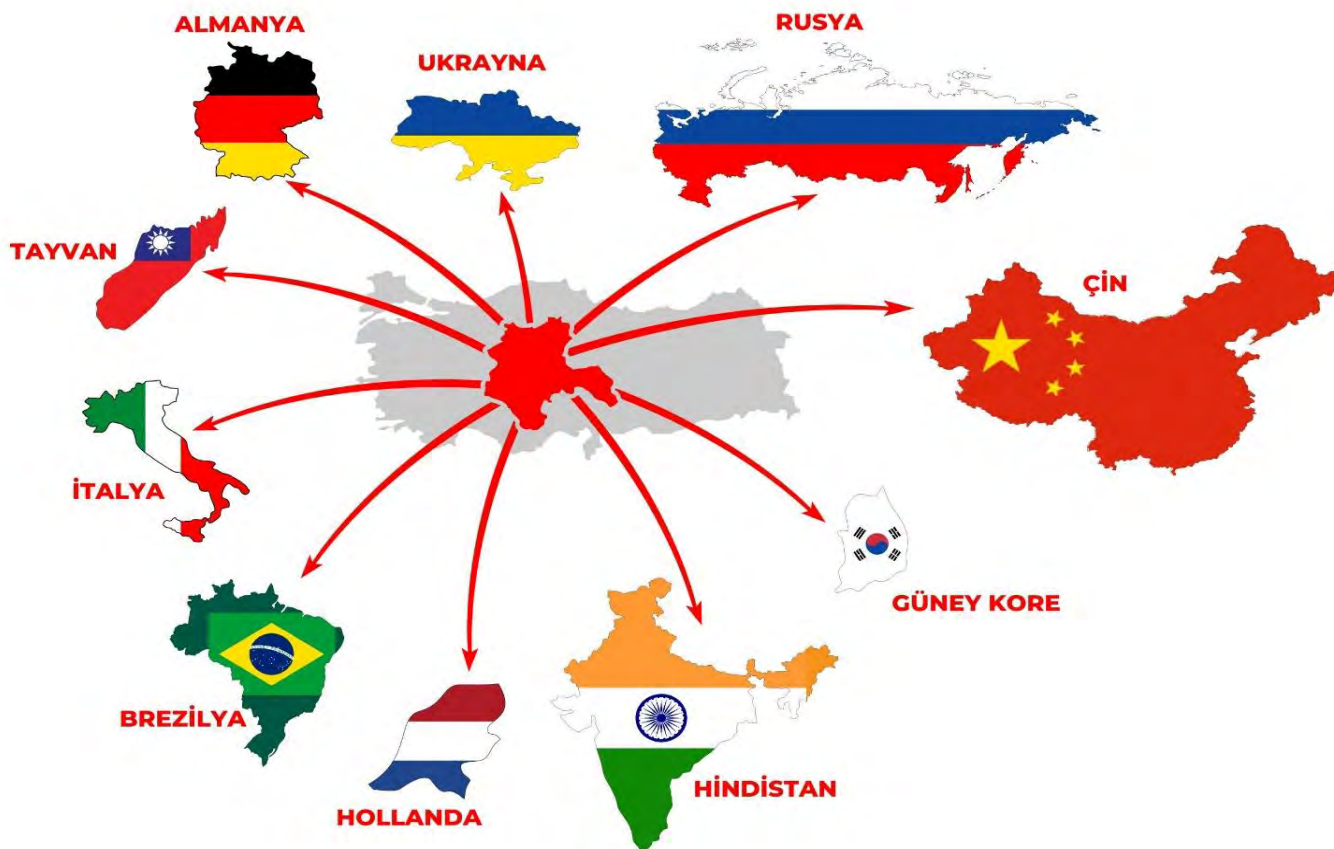 ALMANYA
UKRAYNA
RUSYA
TAYVAN
ÇİN
İTALYA
GÜNEY KORE
BREZİLYA
HİNDİSTAN
HOLLANDA